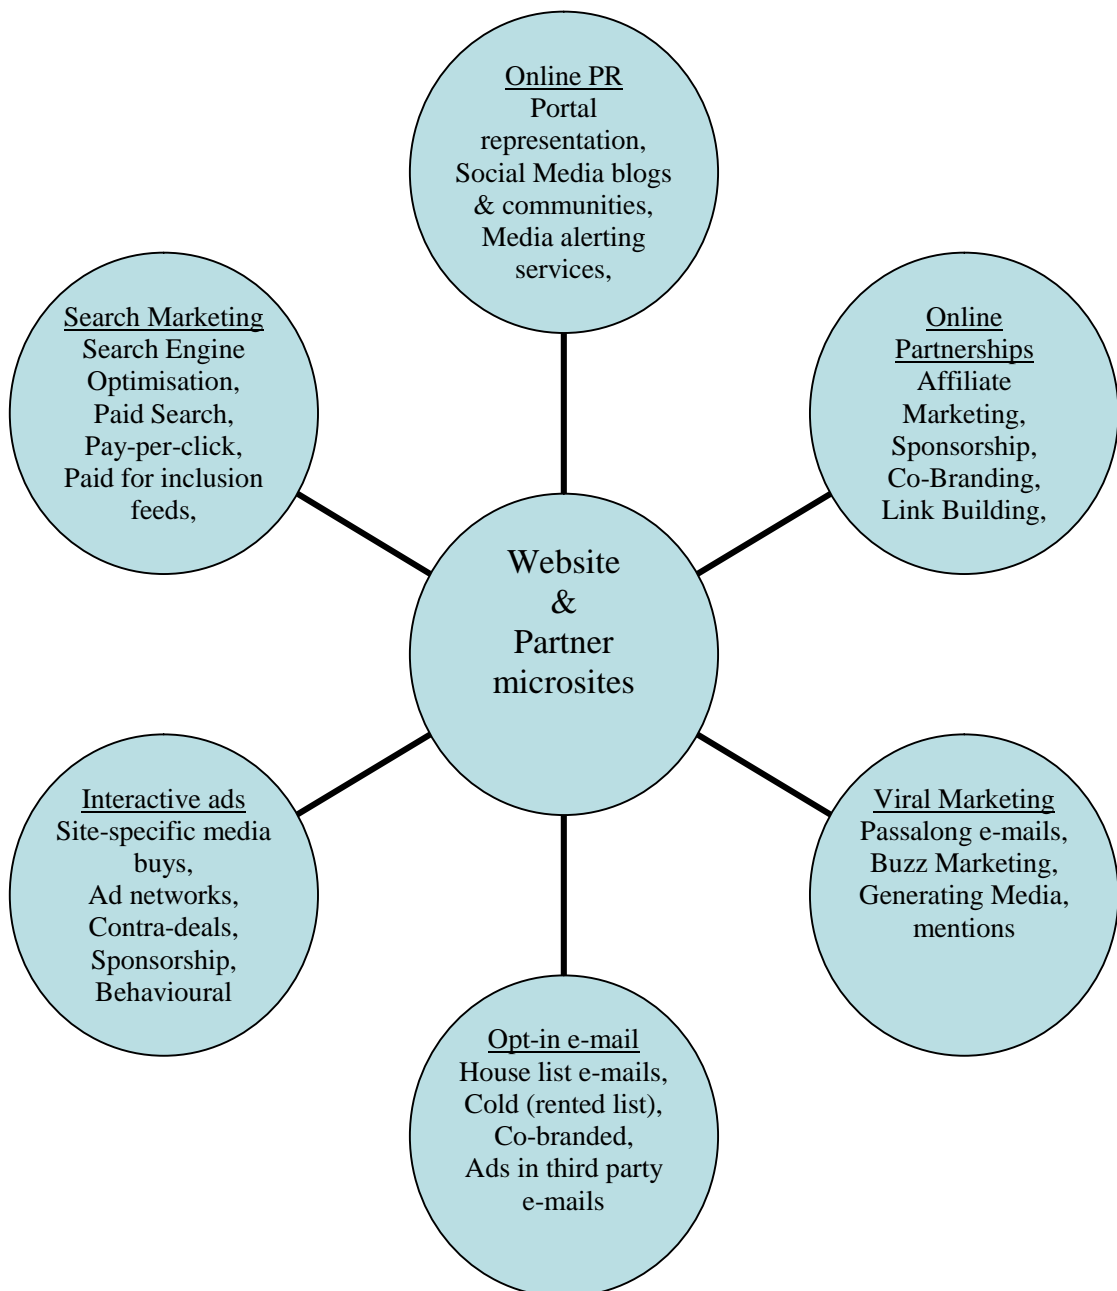 Online PR
Portal
representation,
Social Media blogs
& communities,
Media alerting
services,
Search Marketing
Search Engine
Optimisation,
Paid Search,
Pay-per-click,
Paid for inclusion
feeds,
Online
Partnerships
Affiliate
Marketing,
Sponsorship,
Co-Branding,
Link Building,
Website
&
Partner
microsites
Interactive ads
Site-specific media
buys,
Ad networks,
Contra-deals,
Sponsorship,
Behavioural
Viral Marketing
Passalong e-mails,
Buzz Marketing,
Generating Media,
mentions
Opt-in e-mail
House list e-mails,
Cold (rented list),
Co-branded,
Ads in third party
e-mails